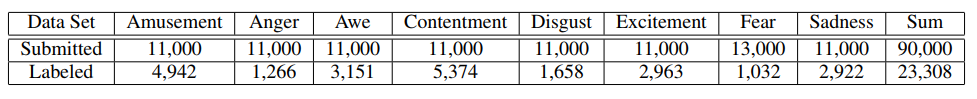 Data Set Amusement Anger Awe Contentment Disgust Excitement Fear Sadness Sum
Submitted 11,000 11,000 11,000 11,000 11,000 11,000 13,000 11,000 90,000
Labeled 4,942 1,266 3,151 5,374 1,658 2,963 1,032 2,922 23,308